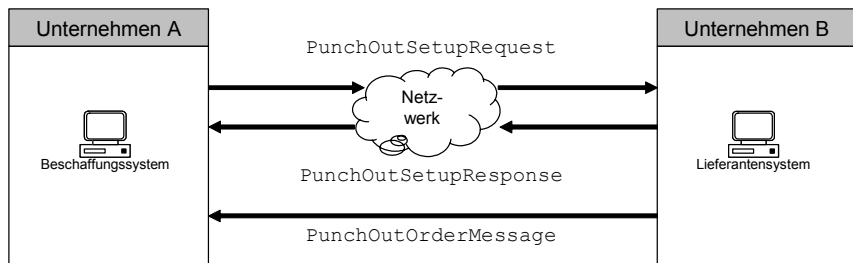 Unternehmen A
Unternehmen B
PunchOutSetupRequest
Netz-
werk
Beschaffungssystem
Lieferantensystem
PunchOutSetupResponse
PunchOutOrderMessage